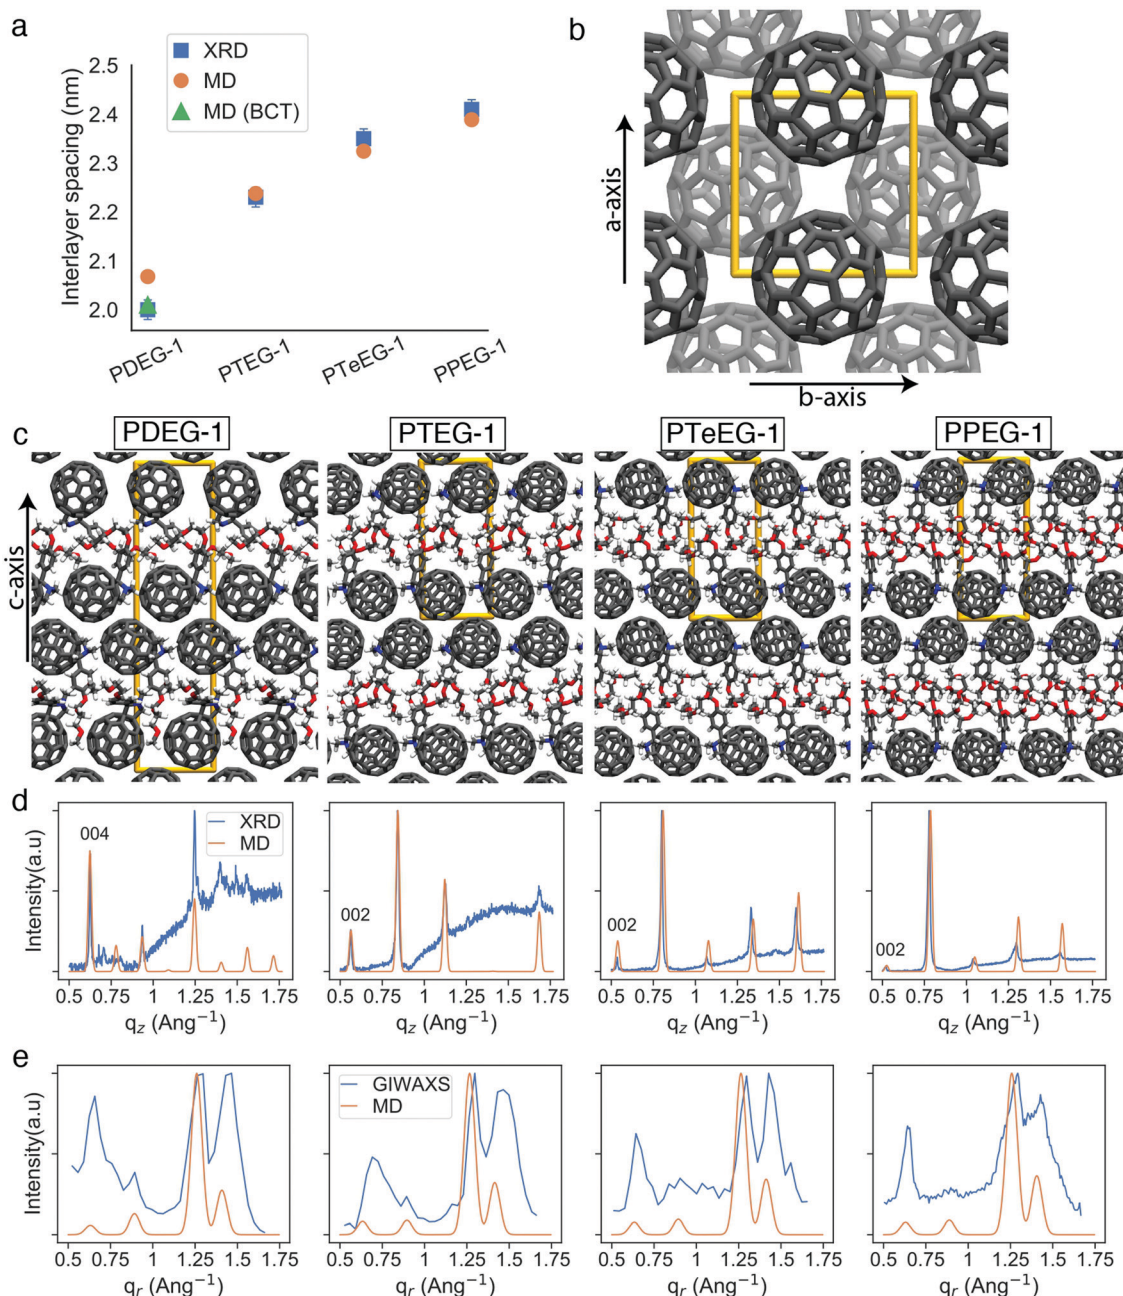 a
XRD
MD
MD (BCT)
Interlayer spacing (nm)
2.5
2.4
2.3
2.2
2.1
2.0
PDEG-1
PTEG-1
PTeEG-1
PPEG-1
b
a-axis
b-axis
c
PDEG-1
PTEG-1
PTeEG-1
PPEG-1
c-axis
d
Intensity(a.u)
004
XRD
MD
0.5 0.75 1 1.25 1.5 1.75
q_z (Ang⁻¹)
002
0.5 0.75 1 1.25 1.5 1.75
q_z (Ang⁻¹)
002
0.5 0.75 1 1.25 1.5 1.75
q_z (Ang⁻¹)
002
0.5 0.75 1 1.25 1.5 1.75
q_z (Ang⁻¹)
e
Intensity(a.u)
0.5 0.75 1 1.25 1.5 1.75
q_r (Ang⁻¹)
GIWAXS
MD
0.5 0.75 1 1.25 1.5 1.75
q_r (Ang⁻¹)
0.5 0.75 1 1.25 1.5 1.75
q_r (Ang⁻¹)
0.5 0.75 1 1.25 1.5 1.75
q_r (Ang⁻¹)